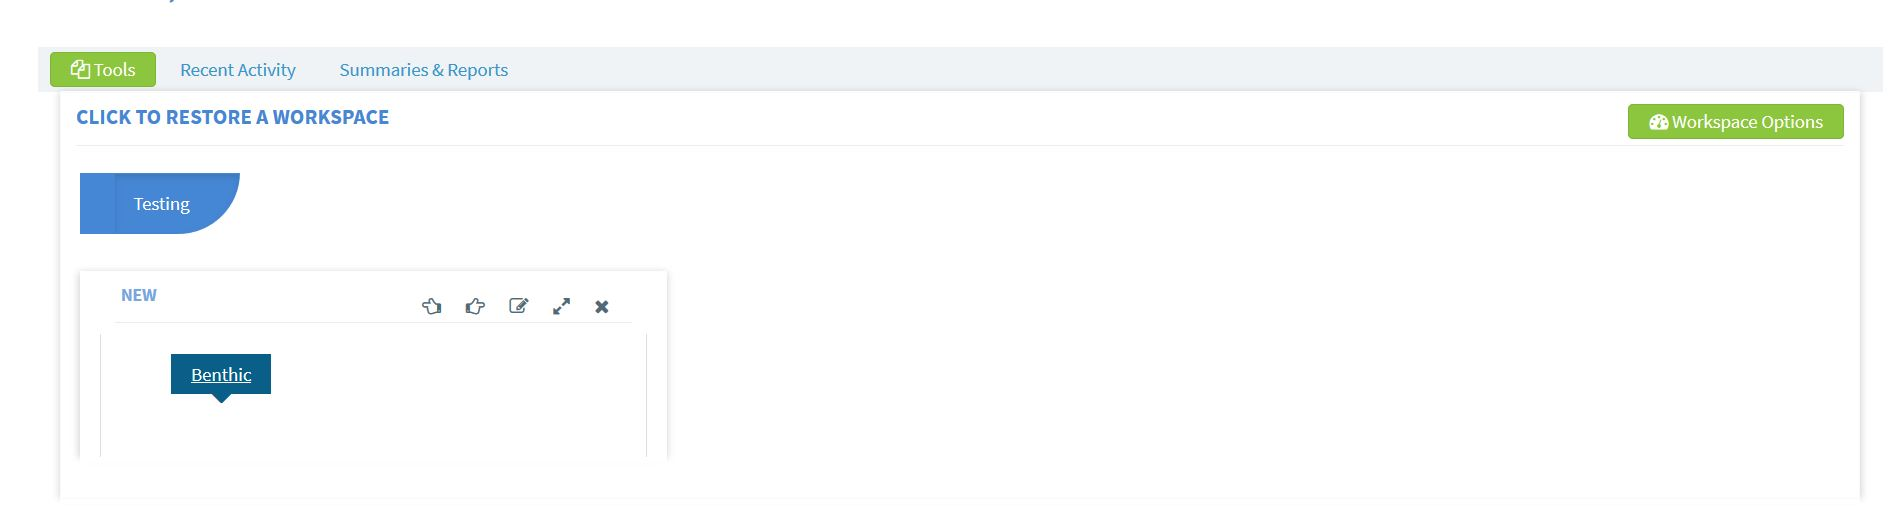 Tools Recent Activity Summaries & Reports
CLICK TO RESTORE A WORKSPACE
Workspace Options
Testing
NEW
Benthic